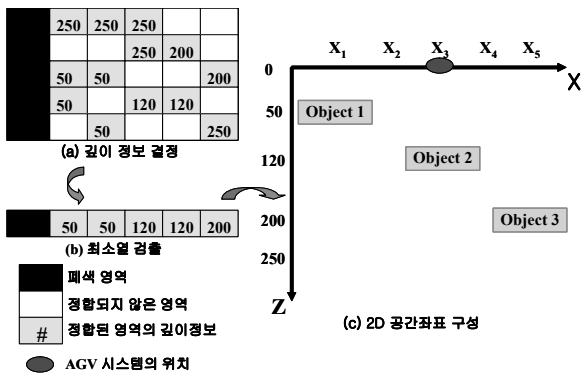 250 250 250
250 200
50 50 200
50 120 120
50 250
(a) 깊이 정보 결정
50 50 120 120 200
(b) 최소열 검출
폐색 영역
정합되지 않은 영역
# 정합된 영역의 깊이정보
AGV 시스템의 위치
X1 X2 X3 X4 X5
0
X
50 Object 1
120 Object 2
200 Object 3
250
Z
(c) 2D 공간좌표 구성